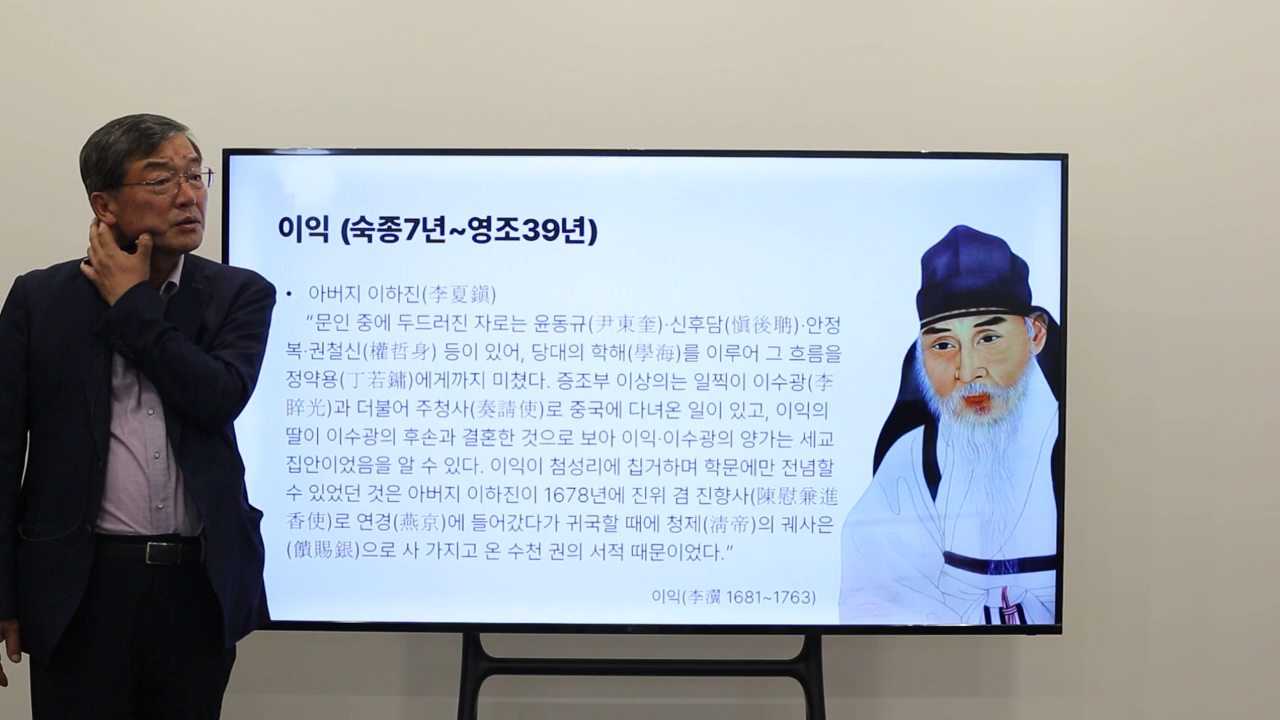 이익 (숙종7년~영조39년)
• 아버지 이하진(李夏鎭)
“문인 중에 두드러진 자로는 윤동규(尹東奎)·신후담(愼後聃)·안정
복·권철신(權哲身) 등이 있어, 당대의 학해(學海)를 이루어 그 흐름을
정약용(丁若鏞)에게까지 미쳤다. 증조부 이상의는 일찍이 이수광(李
睟光)과 더불어 주청사(奏請使)로 중국에 다녀온 일이 있고, 이익의
딸이 이수광의 후손과 결혼한 것으로 보아 이익·이수광의 양가는 세교
집안이었음을 알 수 있다. 이익이 첨성리에 칩거하며 학문에만 전념할
수 있었던 것은 아버지 이하진이 1678년에 진위 겸 진향사(陳慰兼進
香使)로 연경(燕京)에 들어갔다가 귀국할 때에 청제(淸帝)의 궤사은
(饋賜銀)으로 사 가지고 온 수천 권의 서적 때문이었다.”
이익(李瀷 1681~1763)